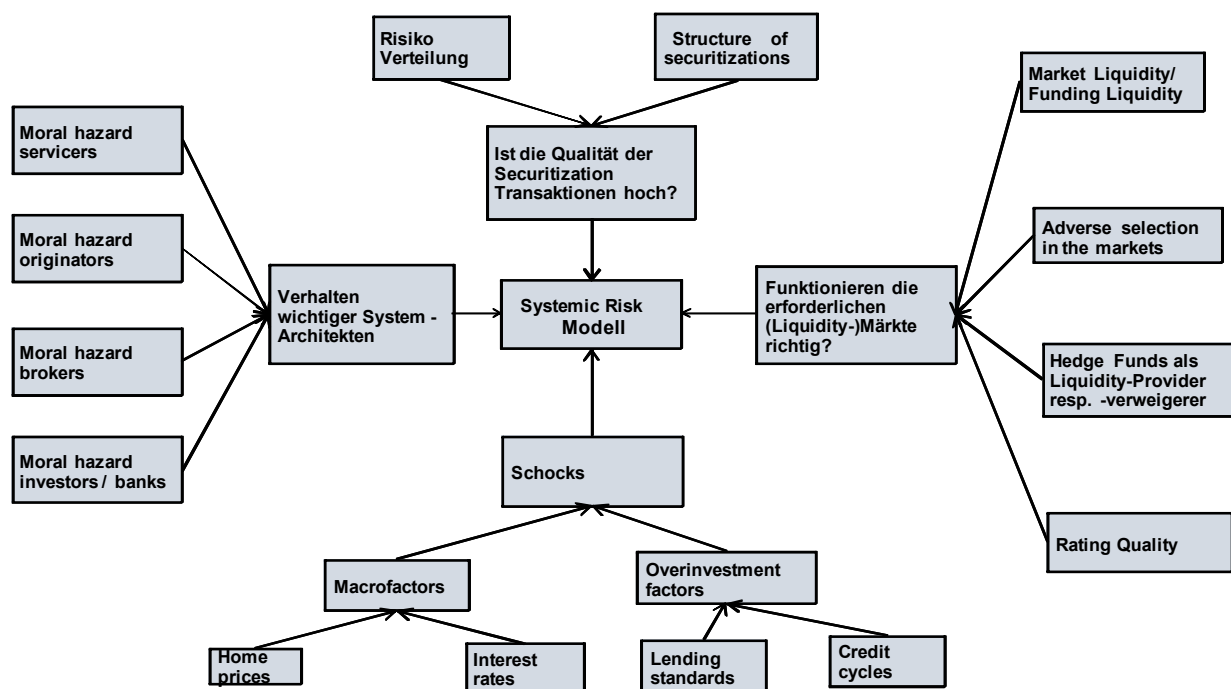 Risiko
Verteilung
Structure of
securitizations
Market Liquidity/
Funding Liquidity
Moral hazard
servicers
Ist die Qualität der
Securitization
Transaktionen hoch?
Moral hazard
originators
Adverse selection
in the markets
Verhalten
wichtiger System -
Architekten
Systemic Risk
Modell
Funktionieren die
erforderlichen
(Liquidity-)Märkte
richtig?
Moral hazard
brokers
Hedge Funds als
Liquidity-Provider
resp. -verweigerer
Moral hazard
investors / banks
Schocks
Rating Quality
Macrofactors
Overinvestment
factors
Home
prices
Interest
rates
Lending
standards
Credit
cycles